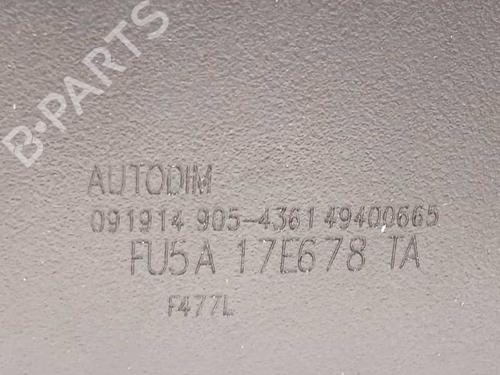 B-PARTS
AUTODIM
091914 905-4361 49400665
FU5A 17E678 TA
F477L